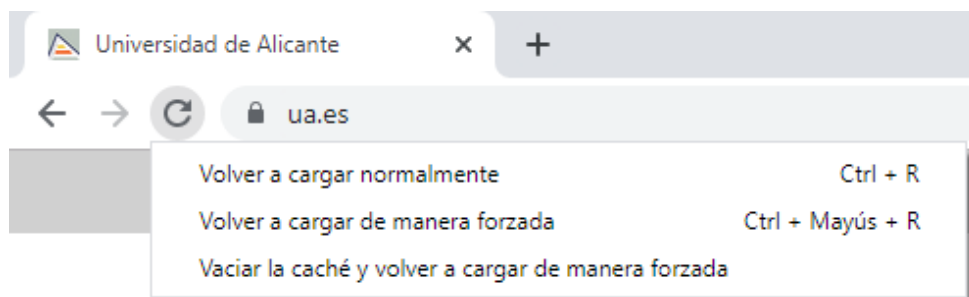 Universidad de Alicante
ua.es
Volver a cargar normalmente Ctrl + R
Volver a cargar de manera forzada Ctrl + Mayús + R
Vaciar la caché y volver a cargar de manera forzada